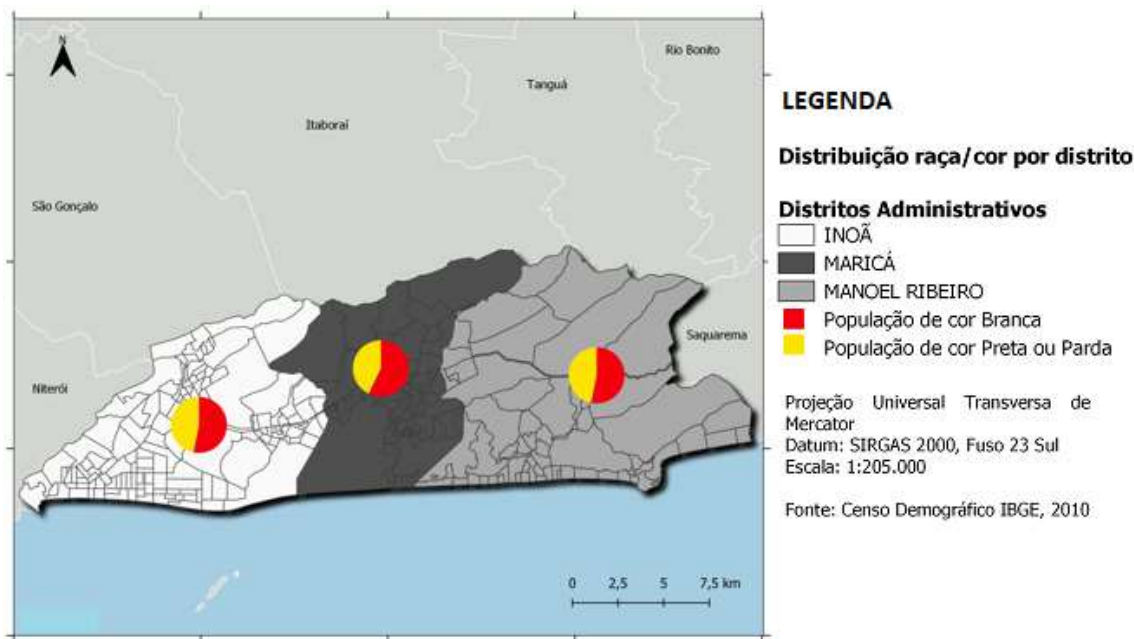 N
Rio Bonito
Tanguá
Itaboraí
São Gonçalo
Saquarema
Niterói
0 2,5 5 7,5 km
LEGENDA
Distribuição raça/cor por distrito
Distritos Administrativos
INOÃ
MARICÁ
MANOEL RIBEIRO
População de cor Branca
População de cor Preta ou Parda
Projeção Universal Transversa de
Mercator
Datum: SIRGAS 2000, Fuso 23 Sul
Escala: 1:205.000
Fonte: Censo Demográfico IBGE, 2010